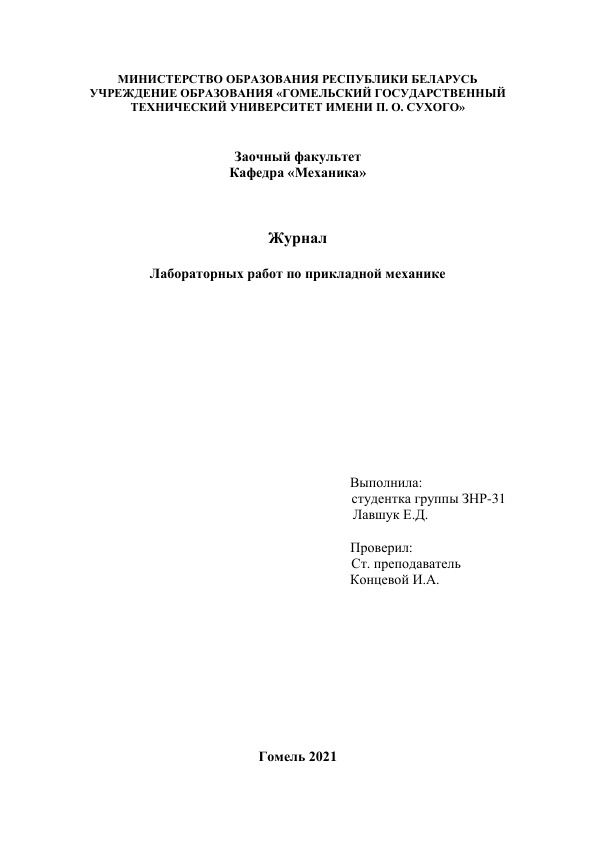 МИНИСТЕРСТВО ОБРАЗОВАНИЯ РЕСПУБЛИКИ БЕЛАРУСЬ
УЧРЕЖДЕНИЕ ОБРАЗОВАНИЯ «ГОМЕЛЬСКИЙ ГОСУДАРСТВЕННЫЙ
ТЕХНИЧЕСКИЙ УНИВЕРСИТЕТ ИМЕНИ П. О. СУХОГО»
Заочный факультет
Кафедра «Механика»
Журнал
Лабораторных работ по прикладной механике
Выполнила:
студентка группы ЗНР-31
Лавшук Е.Д.
Проверил:
Ст. преподаватель
Концевой И.А.
Гомель 2021